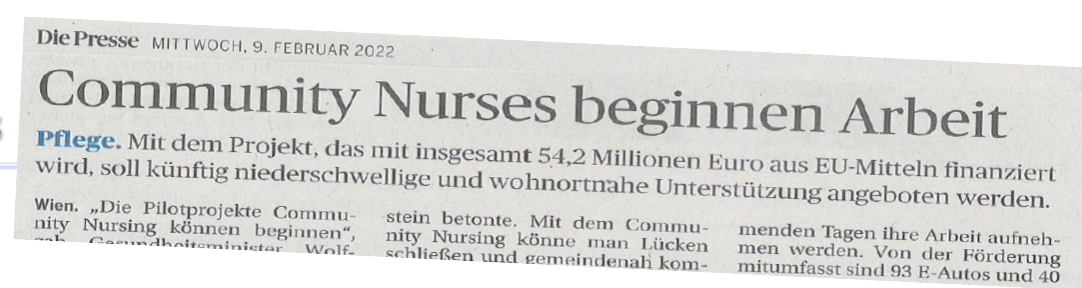 Die Presse MITTWOCH, 9. FEBRUAR 2022
Community Nurses beginnen Arbeit
Pflege. Mit dem Projekt, das mit insgesamt 54,2 Millionen Euro aus EU-Mitteln finanziert
wird, soll künftig niederschwellige und wohnortnahe Unterstützung angeboten werden.
Wien. „Die Pilotprojekte Commu-
nity Nursing können beginnen“,
gab Gesundheitsminister Wolf-
stein betonte. Mit dem Commu-
nity Nursing könne man Lücken
schließen und gemeindenah kom-
menden Tagen ihre Arbeit aufneh-
men werden. Von der Förderung
mitumfasst sind 93 E-Autos und 40